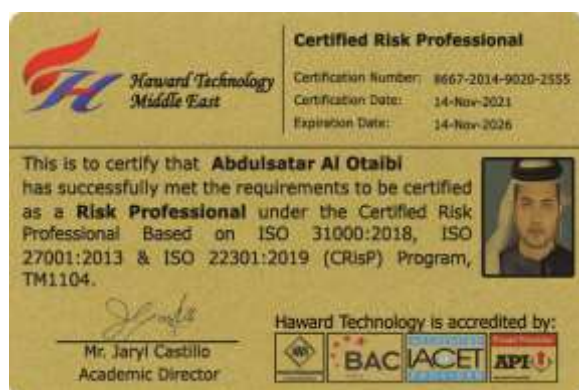 Haward Technology
Middle East
Certified Risk Professional
Certification Number: 8667-2014-9020-2555
Certification Date: 14-Nov-2021
Expiration Date: 14-Nov-2026
This is to certify that Abdulsatar Al Otaibi
has successfully met the requirements to be certified
as a Risk Professional under the Certified Risk
Professional Based on ISO 31000:2018, ISO
27001:2013 & ISO 22301:2019 (CRisP) Program,
TM1104.
Mr. Jaryl Castillo
Academic Director
Haward Technology is accredited by:
BAC
IACET
API